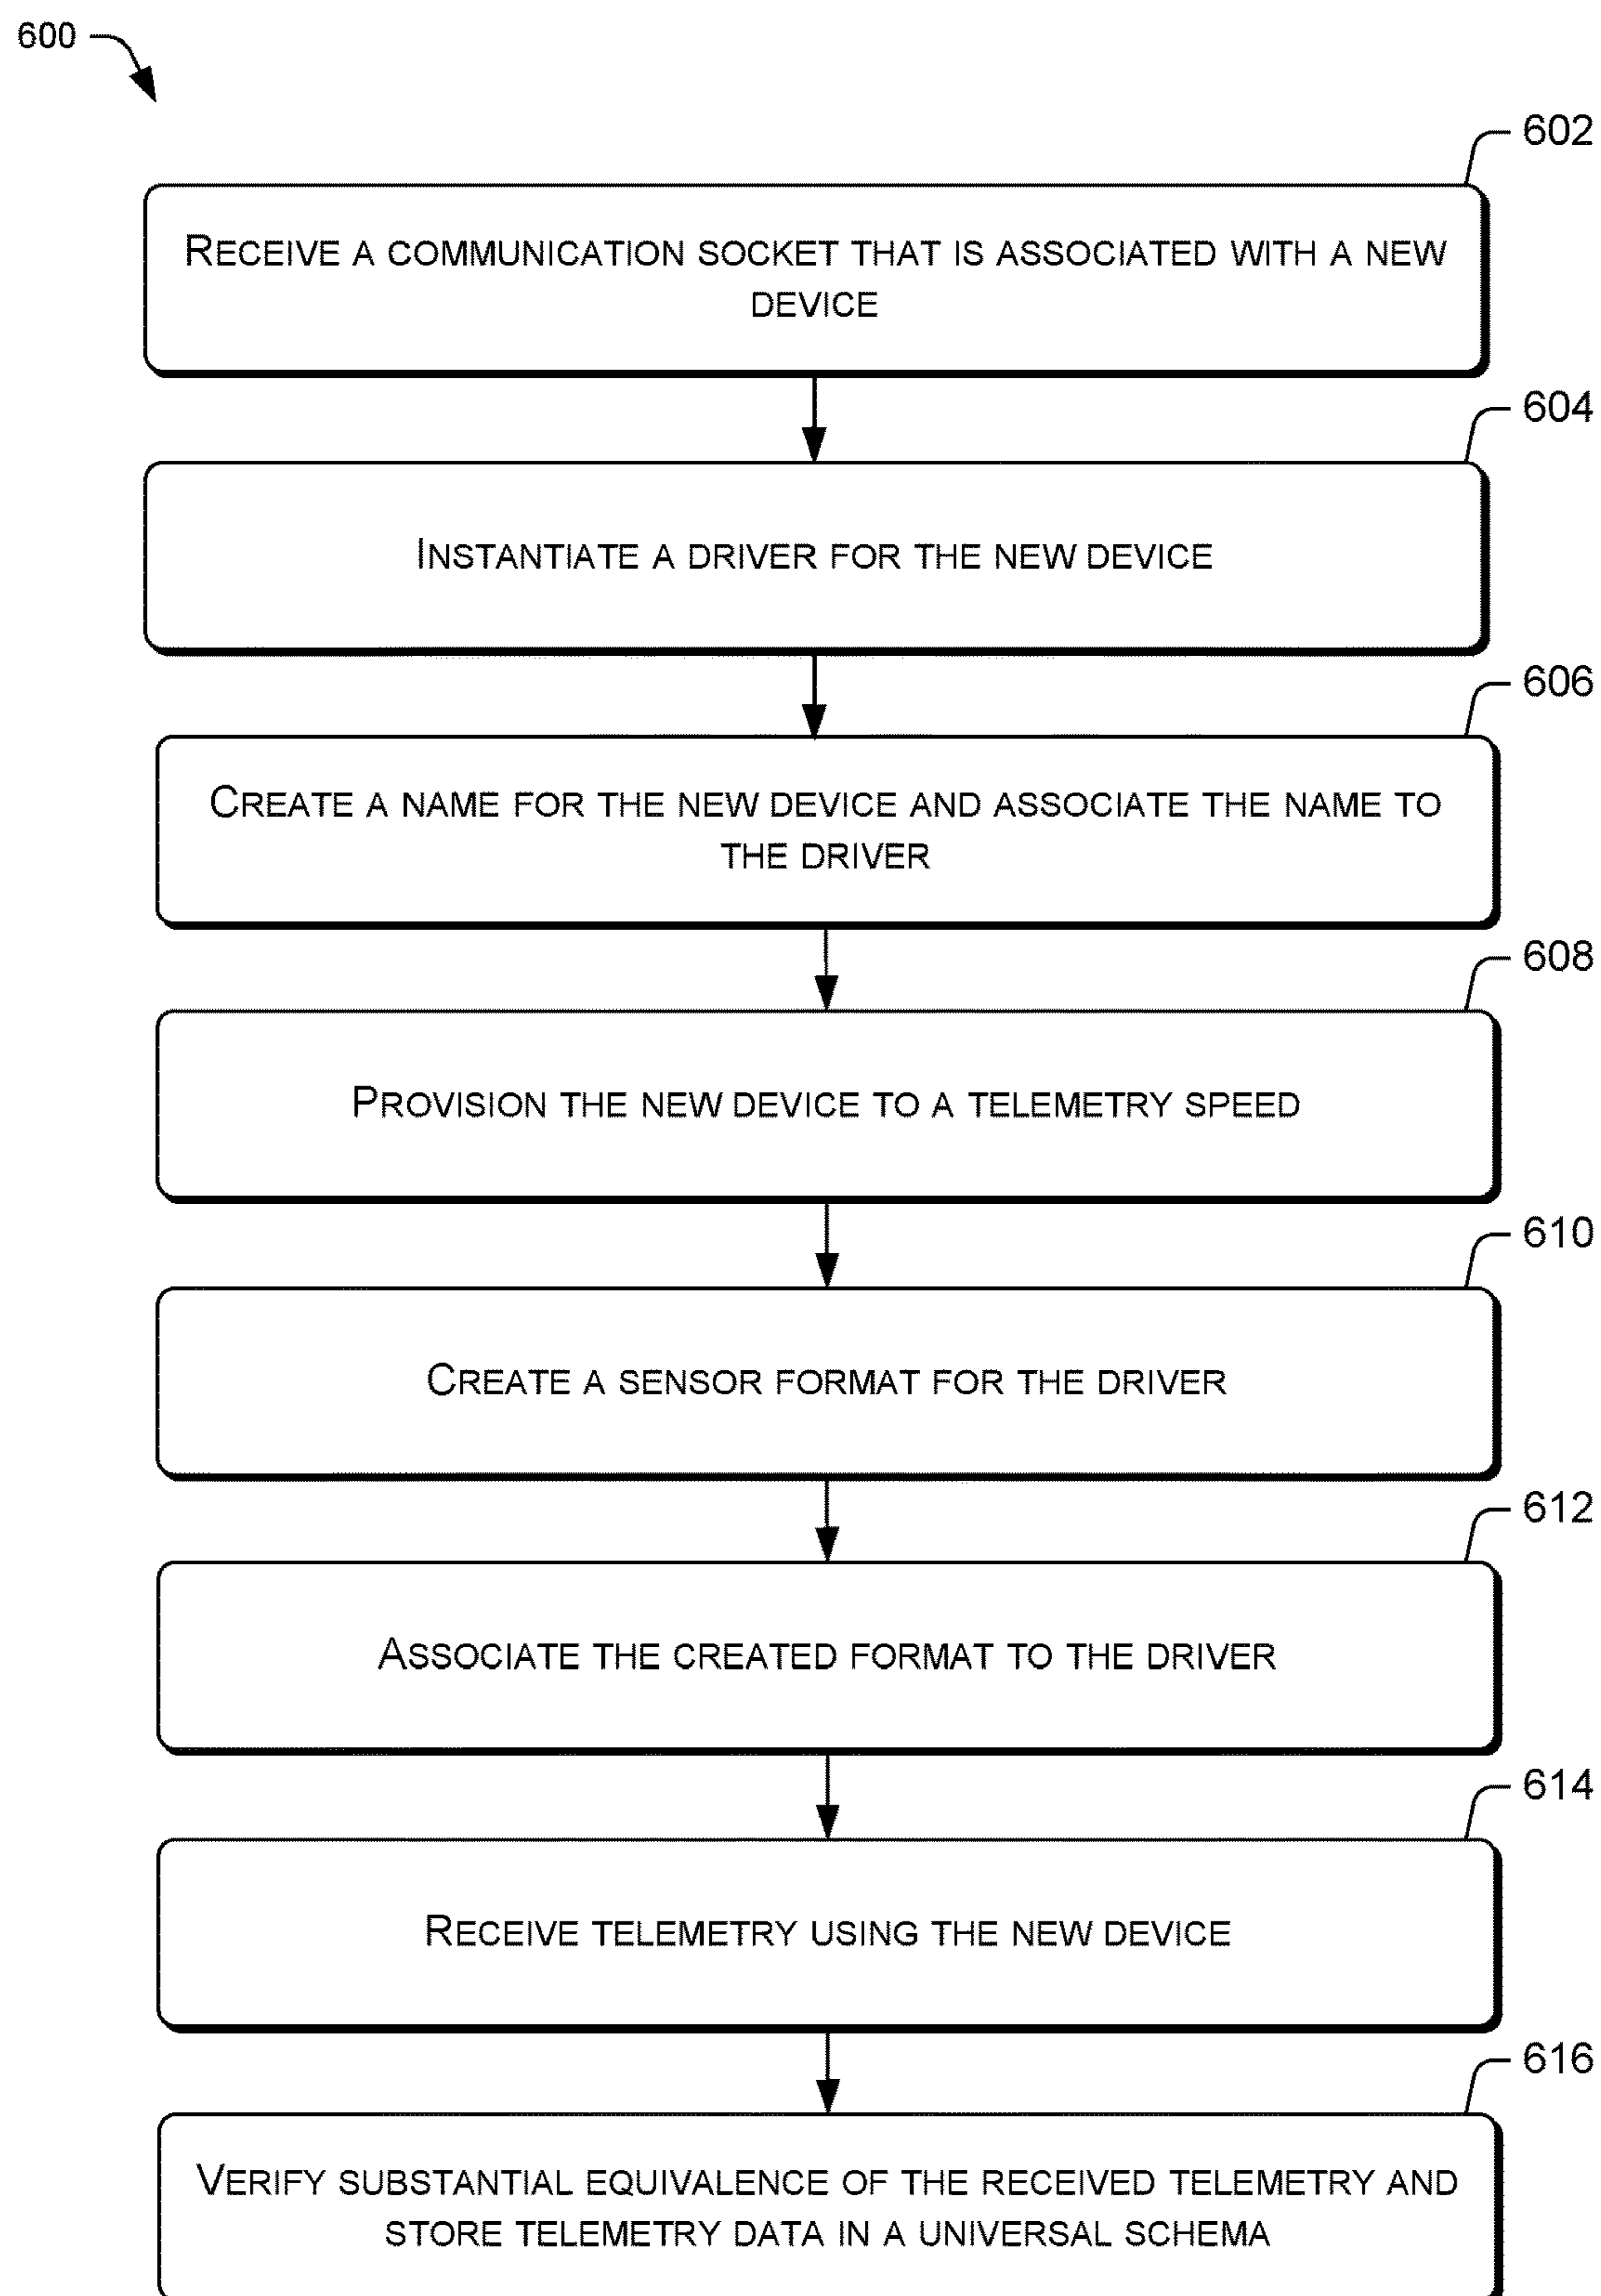 600
602
RECEIVE A COMMUNICATION SOCKET THAT IS ASSOCIATED WITH A NEW
DEVICE
604
INSTANTIATE A DRIVER FOR THE NEW DEVICE
606
CREATE A NAME FOR THE NEW DEVICE AND ASSOCIATE THE NAME TO
THE DRIVER
608
PROVISION THE NEW DEVICE TO A TELEMETRY SPEED
610
CREATE A SENSOR FORMAT FOR THE DRIVER
612
ASSOCIATE THE CREATED FORMAT TO THE DRIVER
614
RECEIVE TELEMETRY USING THE NEW DEVICE
616
VERIFY SUBSTANTIAL EQUIVALENCE OF THE RECEIVED TELEMETRY AND
STORE TELEMETRY DATA IN A UNIVERSAL SCHEMA